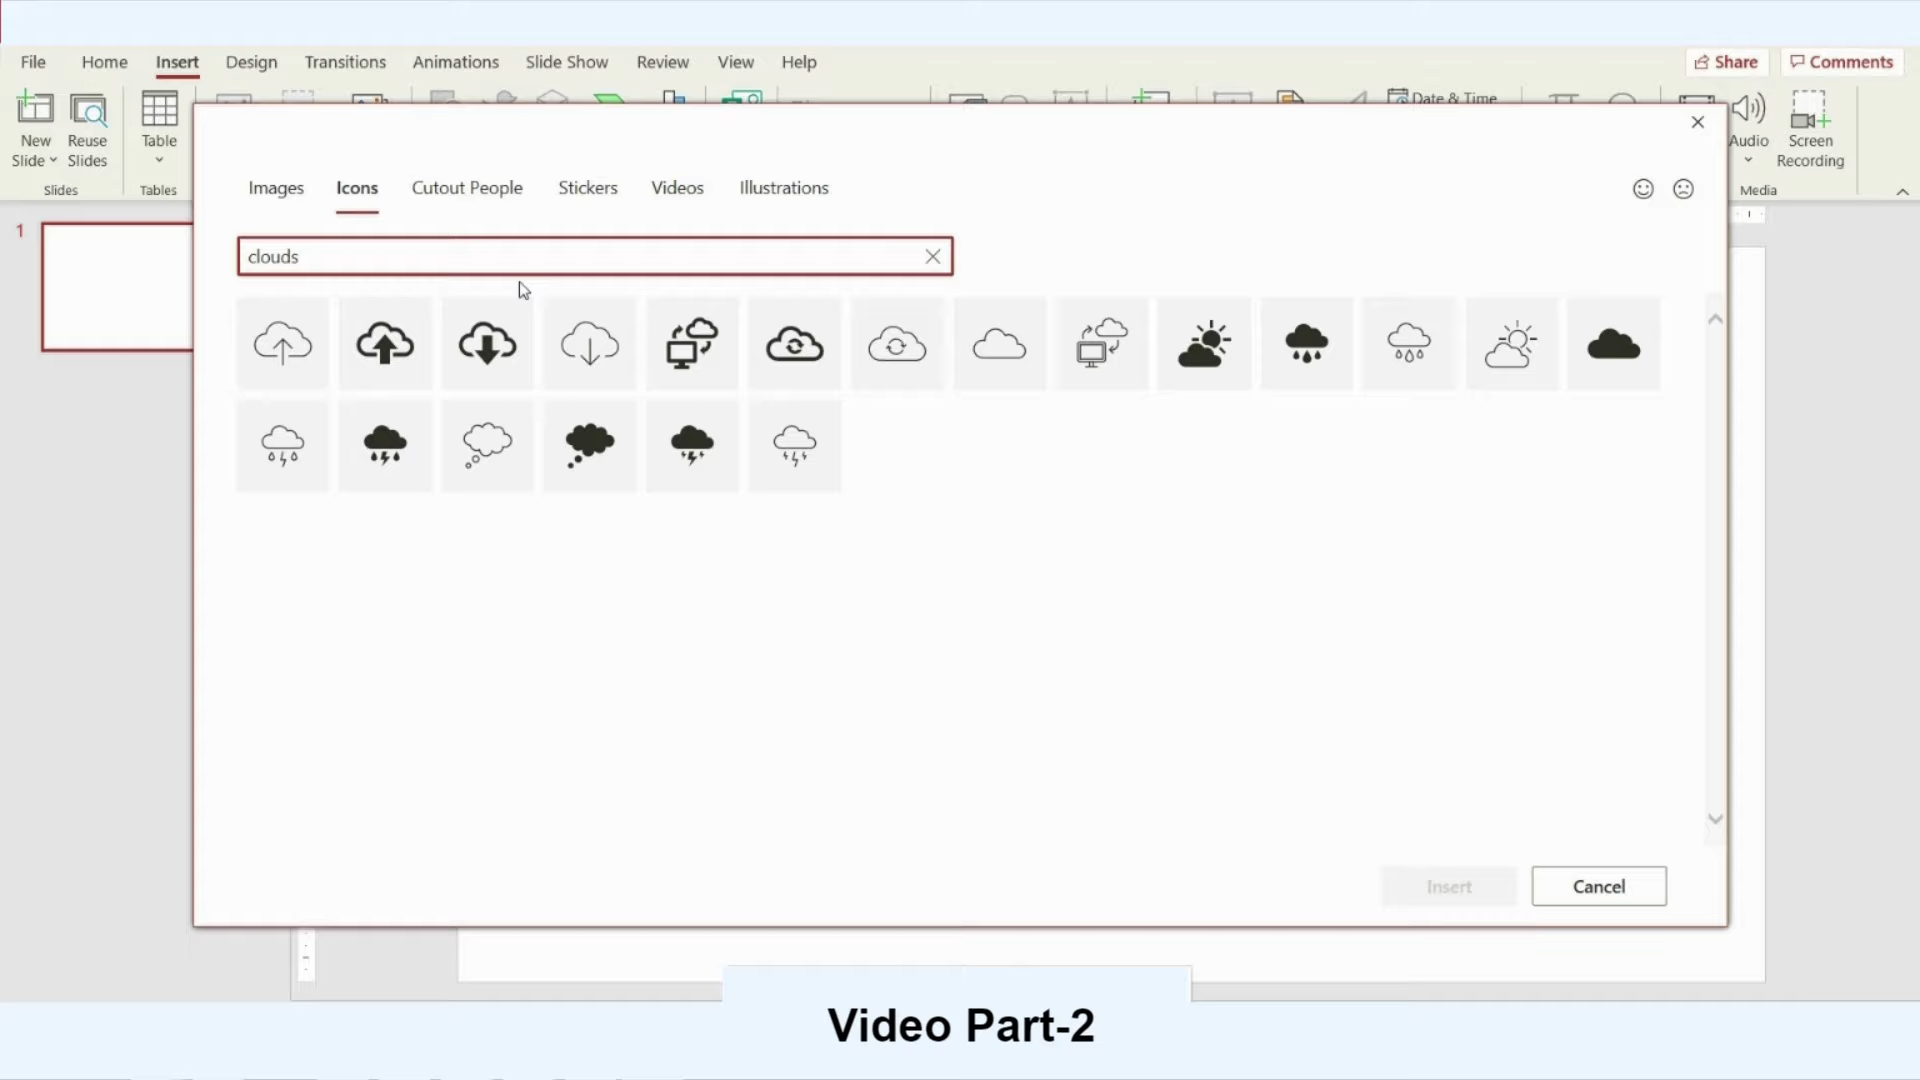 File Home Insert Design Transitions Animations Slide Show Review View Help Share Comments
Date & Time
New Slide Reuse Slides Table Audio Screen Recording
Slides Tables Media
Images Icons Cutout People Stickers Videos Illustrations
1
clouds
Insert Cancel
Video Part-2